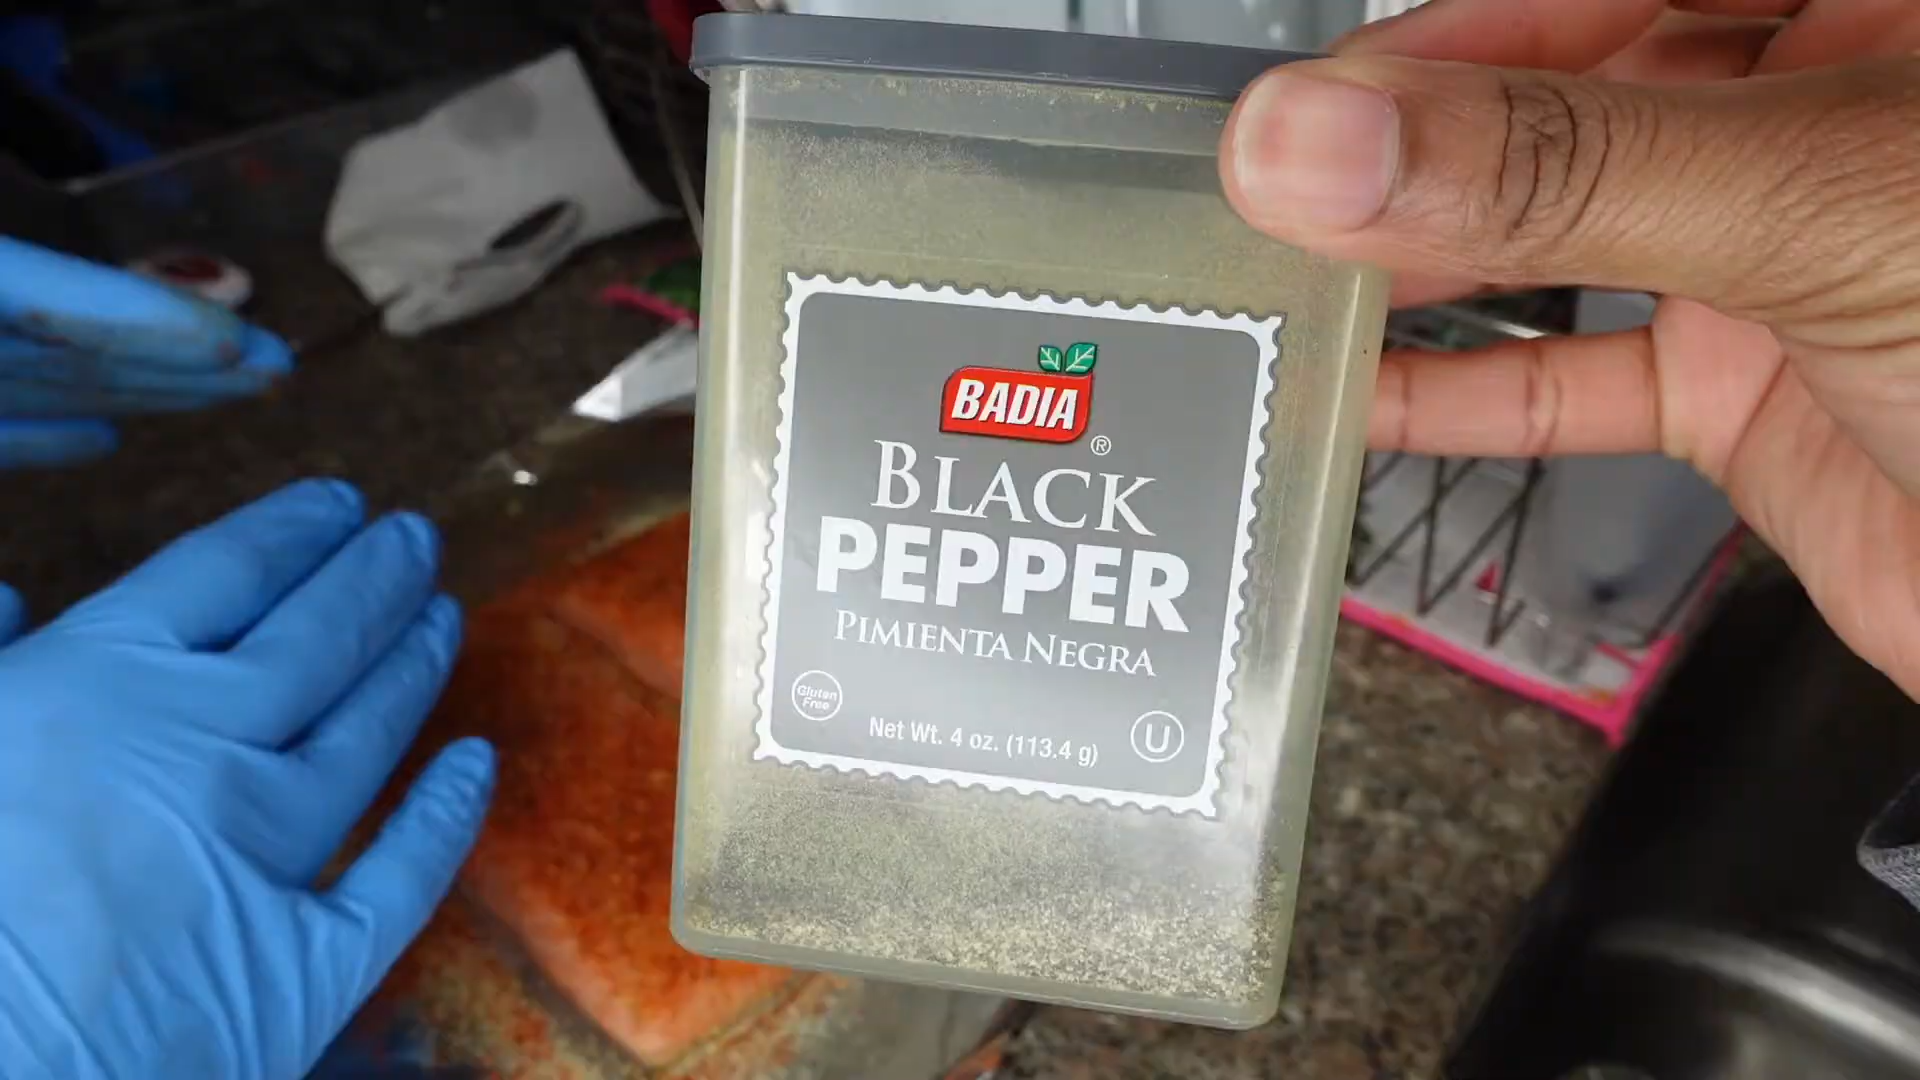 BADIA
®
BLACK
PEPPER
PIMIENTA NEGRA
Gluten
Free
Net Wt. 4 oz. (113.4 g)
U